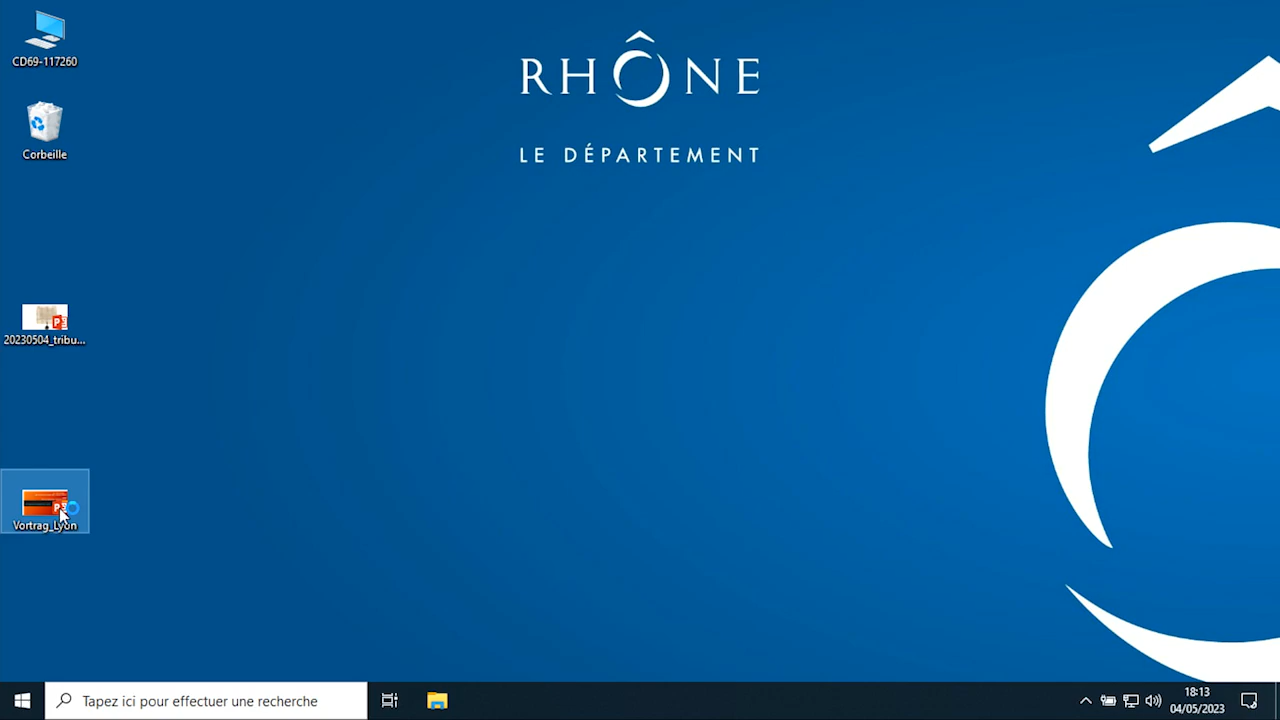 CD69-117260
Corbeille
20230504_tribu...
Vortrag_Lyon
RHÔNE
LE DÉPARTEMENT
Tapez ici pour effectuer une recherche
18:13
04/05/2023